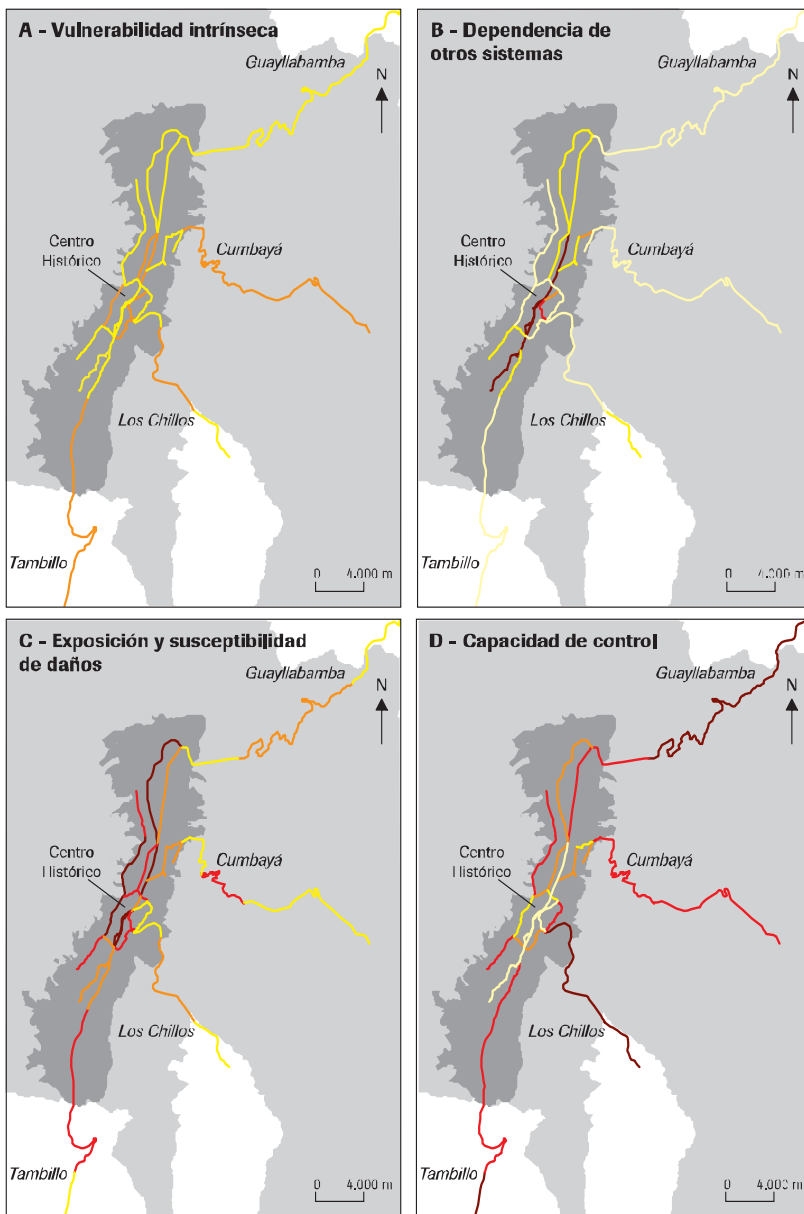 A - Vulnerabilidad intrínseca
Guayllabamba
N
Centro
Histórico
Cumbayá
Los Chillos
Tambillo
0 4.000 m
B - Dependencia de
otros sistemas
Guayllabamba
N
Centro
Histórico
Cumbayá
Los Chillos
Tambillo
0 4.000 m
C - Exposición y susceptibilidad
de daños
Guayllabamba
N
Centro
Histórico
Cumbayá
Los Chillos
Tambillo
0 4.000 m
D - Capacidad de control
Guayllabamba
N
Centro
Histórico
Cumbayá
Los Chillos
Tambillo
0 4.000 m